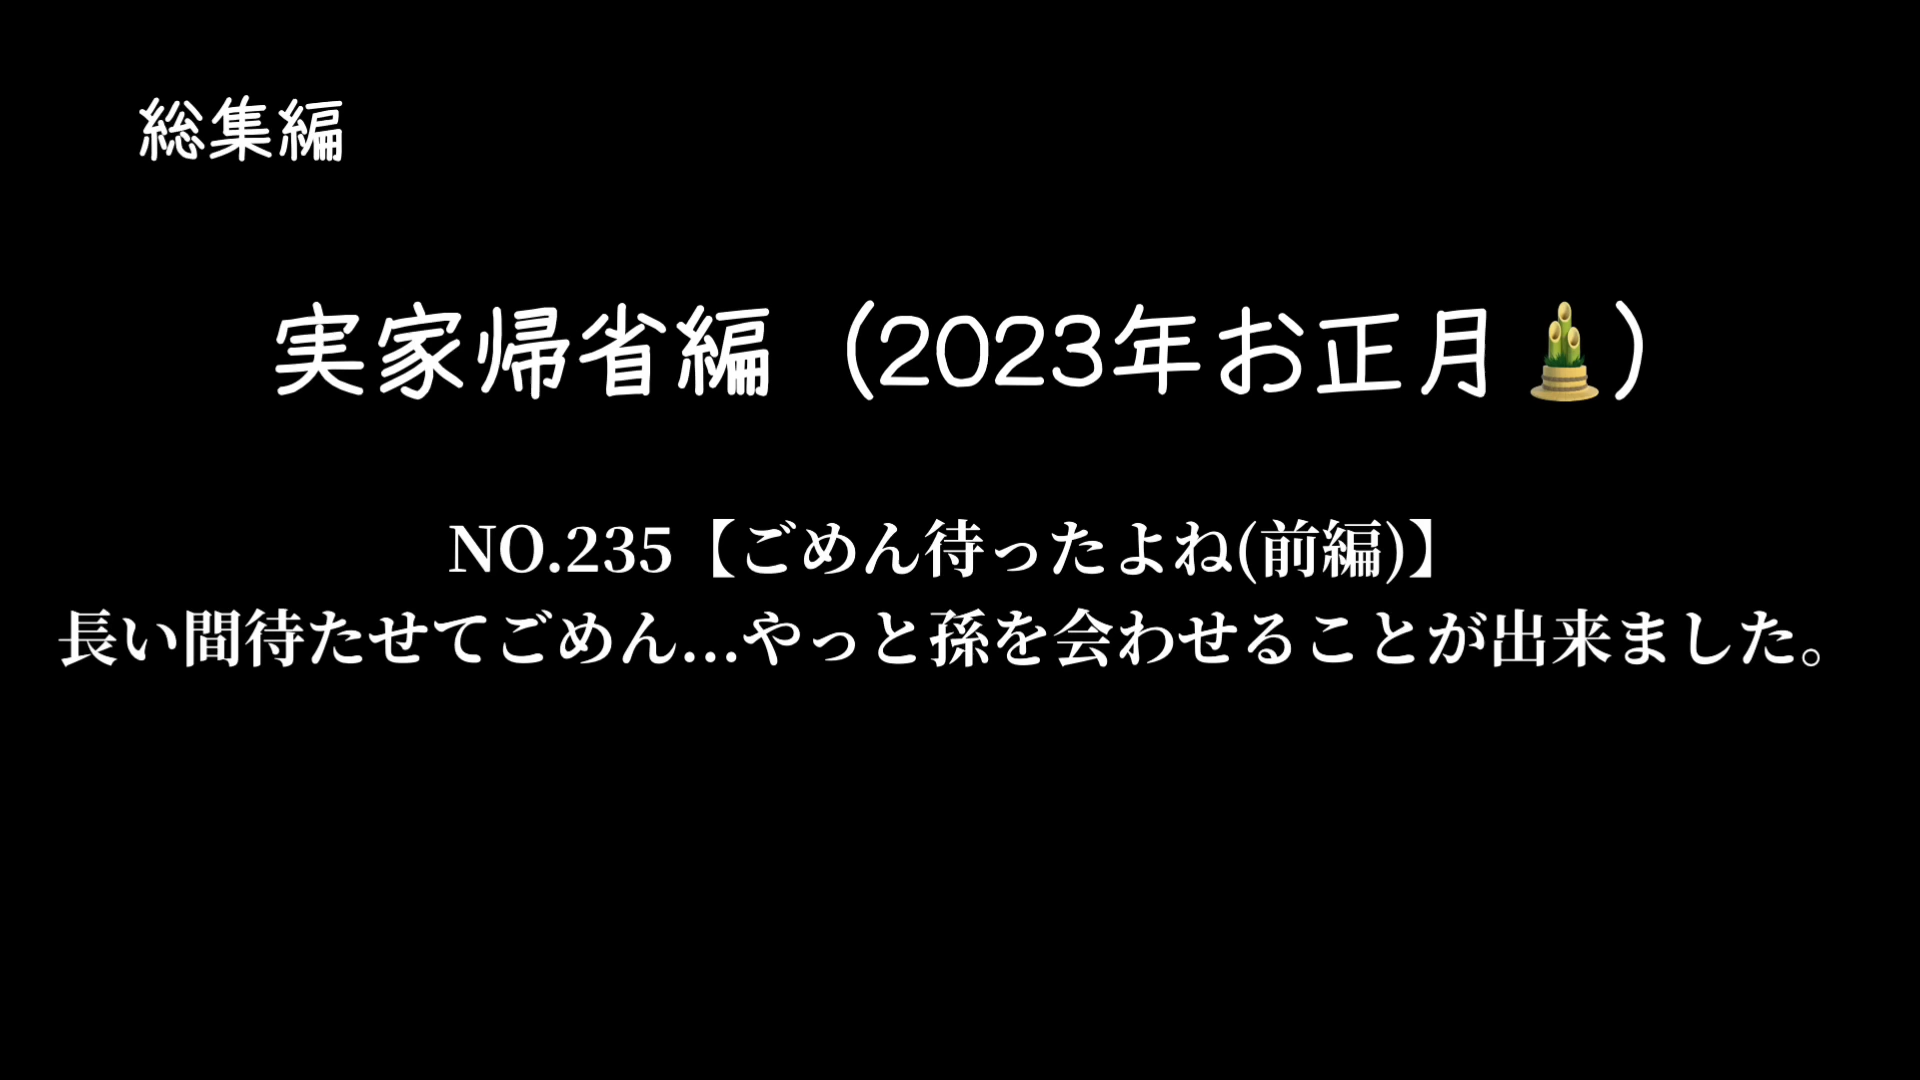 総集編
実家帰省編（2023年お正月🎍）
NO.235【ごめん待ったよね(前編)】
長い間待たせてごめん...やっと孫を会わせることが出来ました。